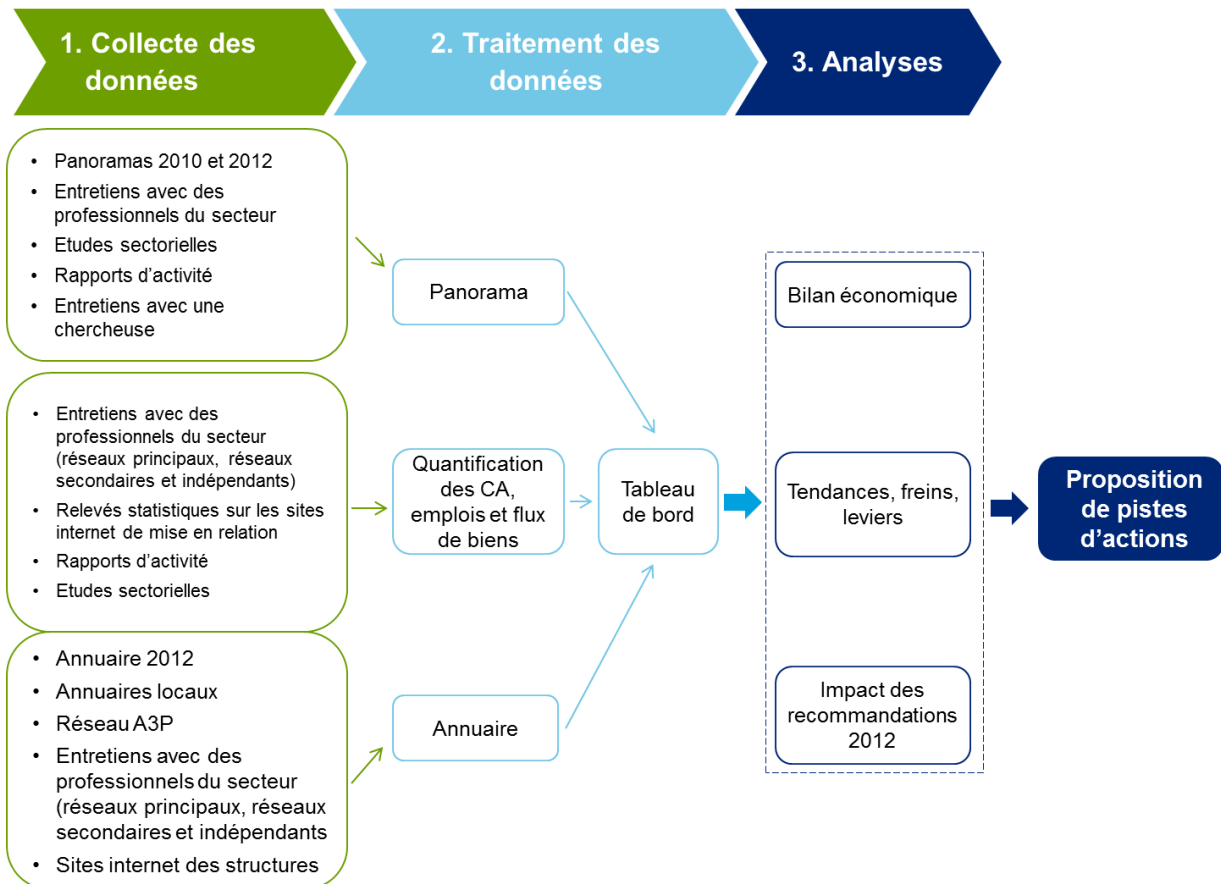 1. Collecte des
données
2. Traitement des
données
3. Analyses
• Panoramas 2010 et 2012
• Entretiens avec des
professionnels du secteur
• Etudes sectorielles
• Rapports d’activité
• Entretiens avec une
chercheuse
• Entretiens avec des
professionnels du secteur
(réseaux principaux, réseaux
secondaires et indépendants)
• Relevés statistiques sur les sites
internet de mise en relation
• Rapports d’activité
• Etudes sectorielles
• Annuaire 2012
• Annuaires locaux
• Réseau A3P
• Entretiens avec des
professionnels du secteur
(réseaux principaux, réseaux
secondaires et indépendants
• Sites internet des structures
Panorama
Quantification
des CA,
emplois et flux
de biens
Annuaire
Tableau
de bord
Bilan économique
Tendances, freins,
leviers
Impact des
recommandations
2012
Proposition
de pistes
d’actions